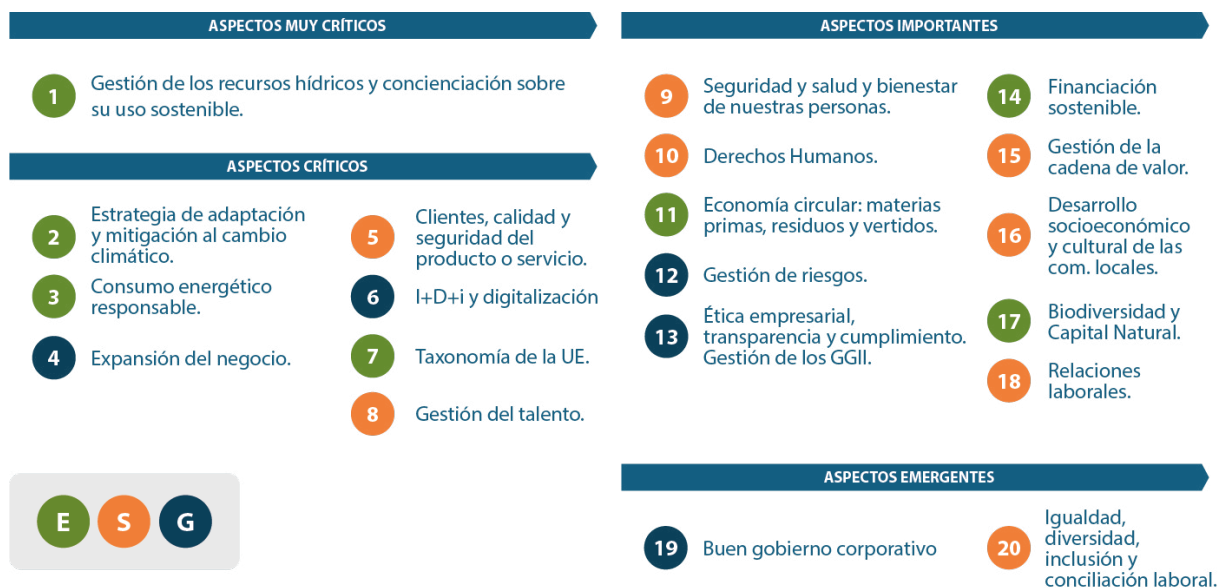 ASPECTOS MUY CRÍTICOS
1
Gestión de los recursos hídricos y concienciación sobre
su uso sostenible.
ASPECTOS CRÍTICOS
2
Estrategia de adaptación
y mitigación al cambio
climático.
3
Consumo energético
responsable.
4
Expansión del negocio.
5
Clientes, calidad y
seguridad del
producto o servicio.
6
I+D+i y digitalización
7
Taxonomía de la UE.
8
Gestión del talento.
E S G
ASPECTOS IMPORTANTES
9
Seguridad y salud y bienestar
de nuestras personas.
10
Derechos Humanos.
11
Economía circular: materias
primas, residuos y vertidos.
12
Gestión de riesgos.
13
Ética empresarial,
transparencia y cumplimiento.
Gestión de los GGII.
14
Financiación
sostenible.
15
Gestión de la
cadena de valor.
16
Desarrollo
socioeconómico
y cultural de las
com. locales.
17
Biodiversidad y
Capital Natural.
18
Relaciones
laborales.
ASPECTOS EMERGENTES
19
Buen gobierno corporativo
20
Igualdad,
diversidad,
inclusión y
conciliación laboral.